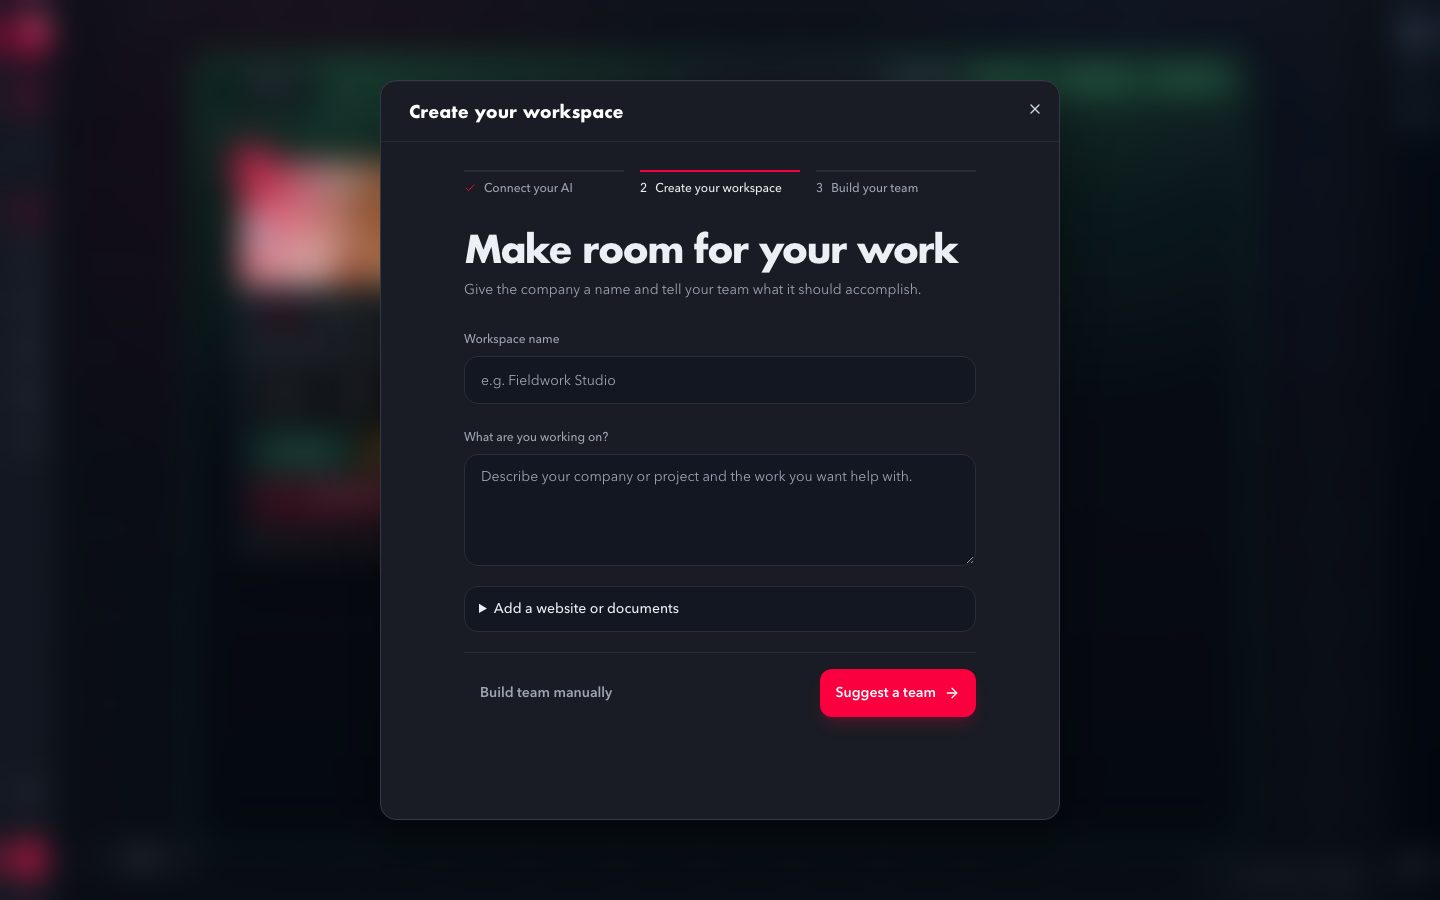 Create your workspace
Connect your AI
2 Create your workspace
3 Build your team
Make room for your work
Give the company a name and tell your team what it should accomplish.
Workspace name
e.g. Fieldwork Studio
What are you working on?
Describe your company or project and the work you want help with.
Add a website or documents
Build team manually
Suggest a team